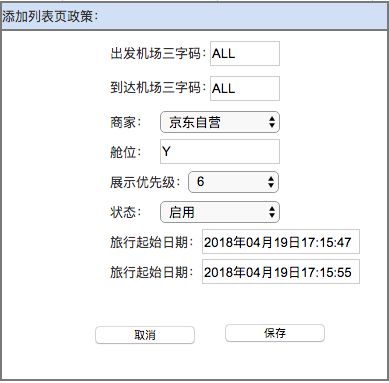 添加列表页政策：
出发机场三字码：ALL
到达机场三字码：ALL
商家： 京东自营
舱位： Y
展示优先级： 6
状态： 启用
旅行起始日期：2018年04月19日17:15:47
旅行起始日期：2018年04月19日17:15:55
取消 保存